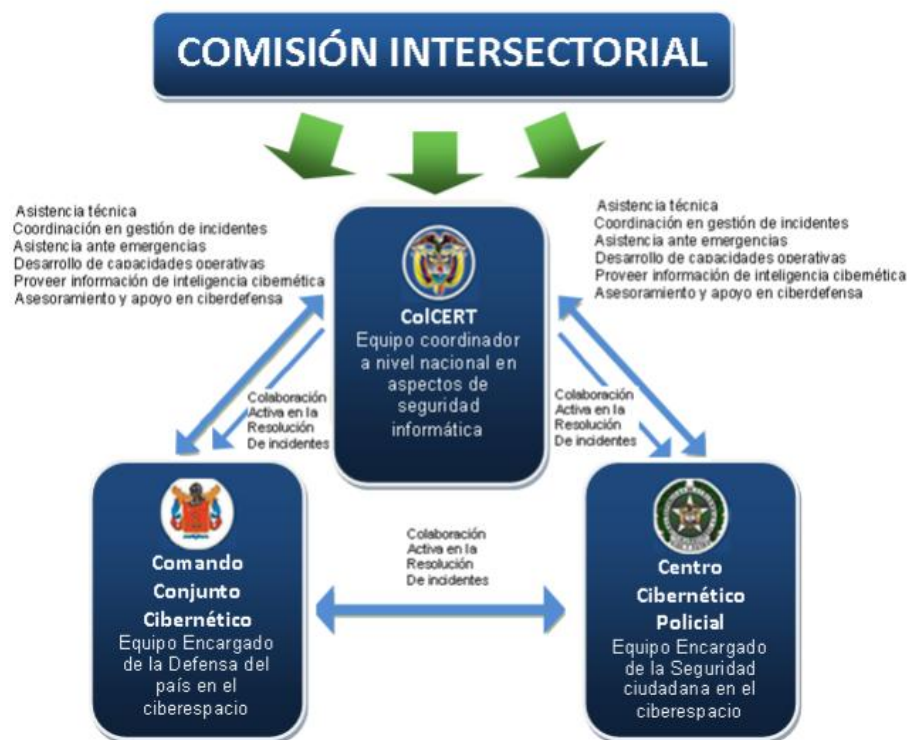 COMISIÓN INTERSECTORIAL
Asistencia técnica
Coordinación en gestión de incidentes
Asistencia ante emergencias
Desarrollo de capacidades operativas
Proveer información de inteligencia cibernética
Asesoramiento y apoyo en ciberdefensa
Asistencia técnica
Coordinación en gestión de incidentes
Asistencia ante emergencias
Desarrollo de capacidades operativas
Proveer información de inteligencia cibernética
Asesoramiento y apoyo en ciberdefensa
ColCERT
Equipo coordinador
a nivel nacional en
aspectos de
seguridad
informática
Colaboración
Activa en la
Resolución
De incidentes
Colaboración
Activa en la
Resolución
De incidentes
Comando
Conjunto
Cibernético
Equipo Encargado
de la Defensa del
país en el
ciberespacio
Colaboración
Activa en la
Resolución
De incidentes
Centro
Cibernético
Policial
Equipo Encargado
de la Seguridad
ciudadana en el
ciberespacio